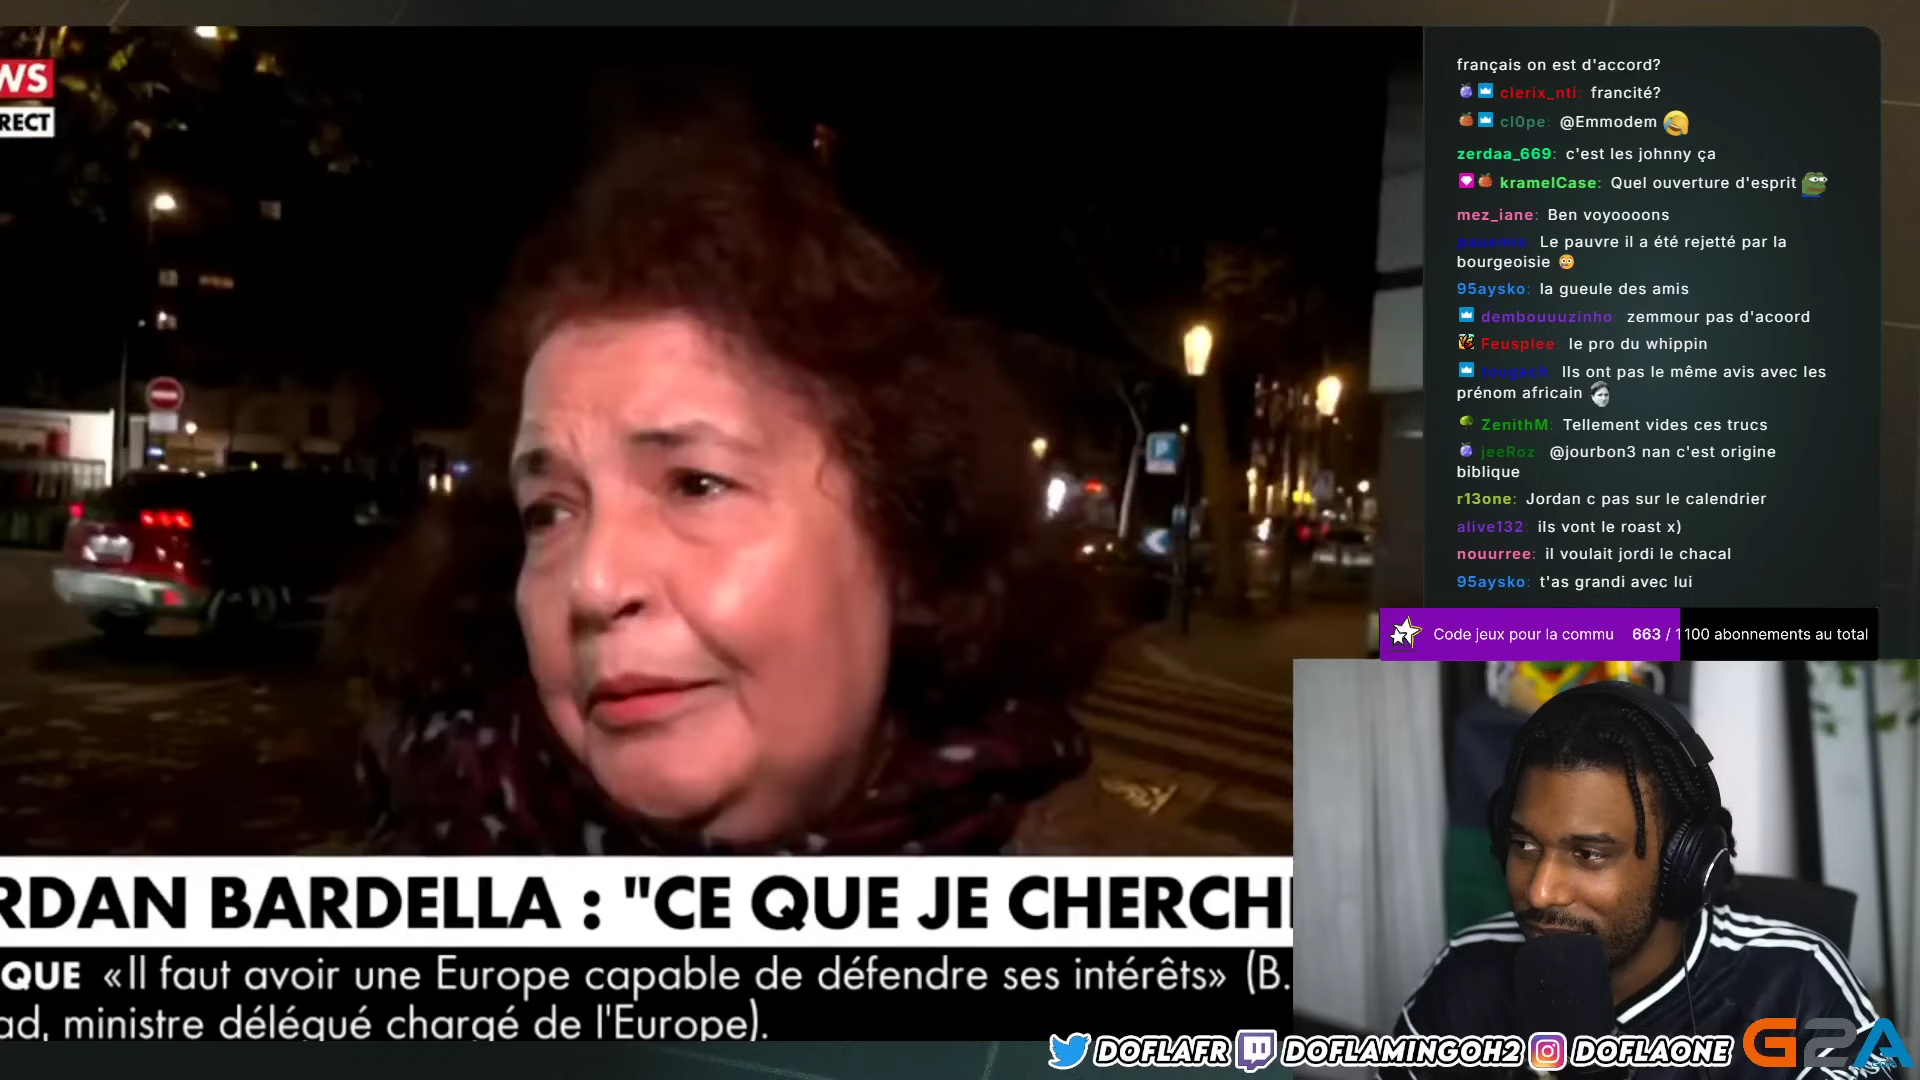 WS
RECT
français on est d'accord?
clerix_nti: francité?
cl0pe: @Emmodem
zerdaa_669: c'est les johnny ça
kramelCase: Quel ouverture d'esprit
mez_iane: Ben voyoooons
Le pauvre il a été rejetté par la
bourgeoisie
95aysko: la gueule des amis
dembouuuzinho: zemmour pas d'acoord
Feusplee: le pro du whippin
Ils ont pas le même avis avec les
prénom africain
ZenithM: Tellement vides ces trucs
jeeRoz: @jourbon3 nan c'est origine
biblique
r13one: Jordan c pas sur le calendrier
alive132: ils vont le roast x)
nouurree: il voulait jordi le chacal
95aysko: t'as grandi avec lui
Code jeux pour la commu 663 / 1100 abonnements au total
P
RDAN BARDELLA : "CE QUE JE CHERCH
QUE «Il faut avoir une Europe capable de défendre ses intérêts» (B.
ad, ministre délégué chargé de l'Europe).
DOFLAFR DOFLAMINGOH2 DOFLAONE G2A